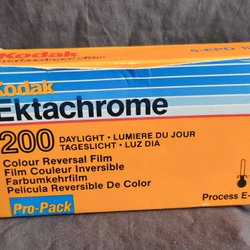 Kodak
Kodak
Ektachrome
200 DAYLIGHT · LUMIERE DU JOUR
TAGESLICHT · LUZ DIA
Colour Reversal Film
Film Couleur Inversible
Farbumkehrfilm
Pelicula Reversible De Color
Pro-Pack
Process E-